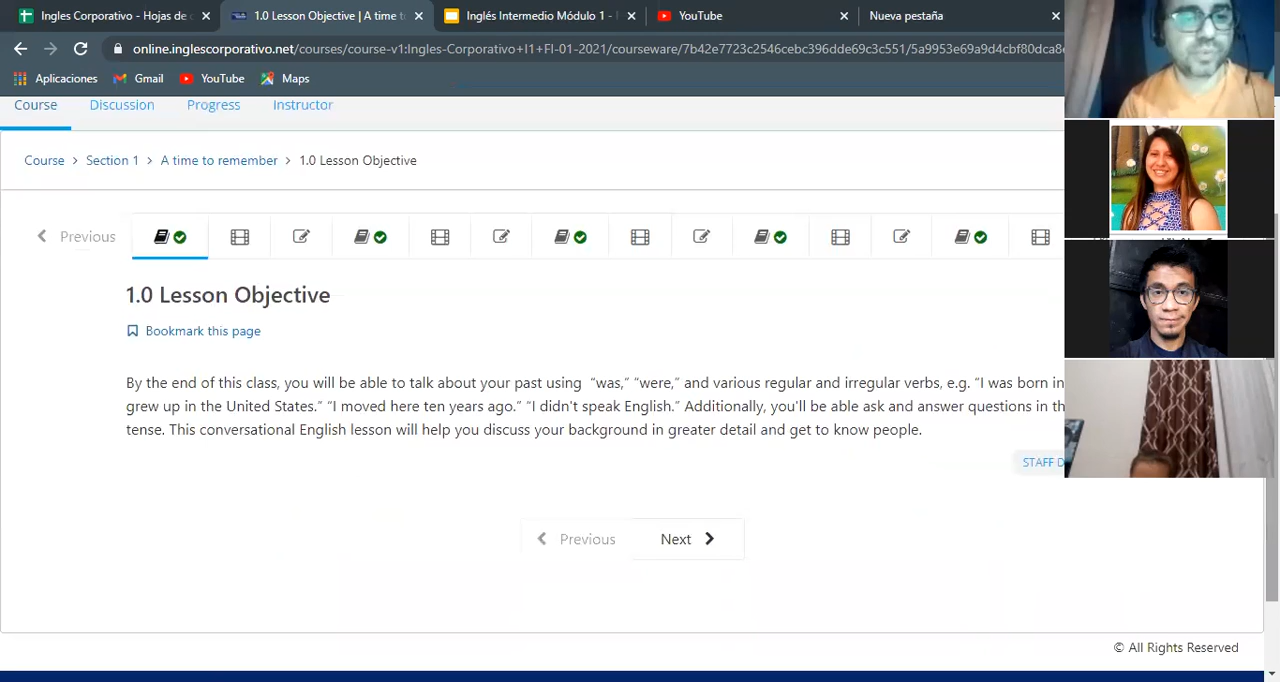 Ingles Corporativo - Hojas de c
1.0 Lesson Objective | A time t
Inglés Intermedio Módulo 1 -
YouTube
Nueva pestaña
online.inglescorporativo.net/courses/course-v1:Ingles-Corporativo+I1+FI-01-2021/courseware/7b42e7723c2546cebc396dde69c3c551/5a9953e69a9d4cbf80dca8
Aplicaciones Gmail YouTube Maps
Course Discussion Progress Instructor
Course > Section 1 > A time to remember > 1.0 Lesson Objective
Previous
1.0 Lesson Objective
Bookmark this page
By the end of this class, you will be able to talk about your past using “was,” “were,” and various regular and irregular verbs, e.g. “I was born in
grew up in the United States.” “I moved here ten years ago.” “I didn't speak English.” Additionally, you'll be able ask and answer questions in th
tense. This conversational English lesson will help you discuss your background in greater detail and get to know people.
STAFF D
Previous Next
© All Rights Reserved